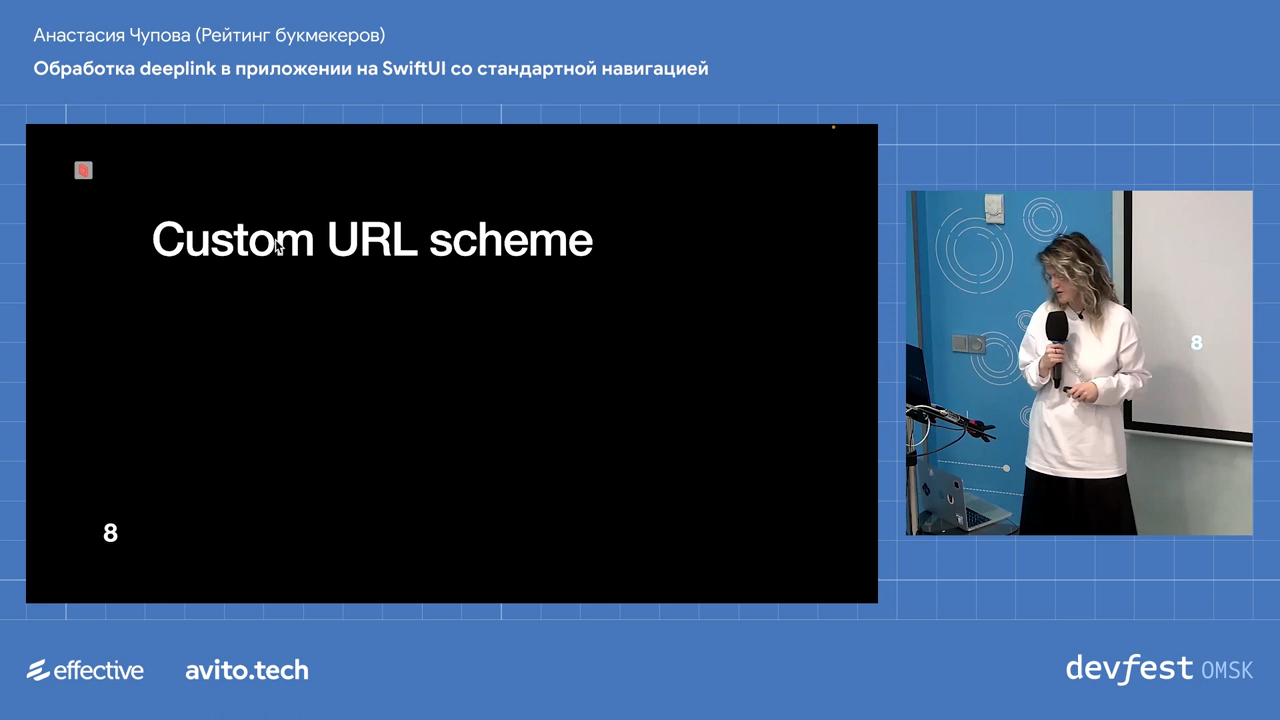 Анастасия Чупова (Рейтинг букмекеров)
Обработка deeplink в приложении на SwiftUI со стандартной навигацией
Custom URL scheme
8
8
effective
avito.tech
devfest OMSK